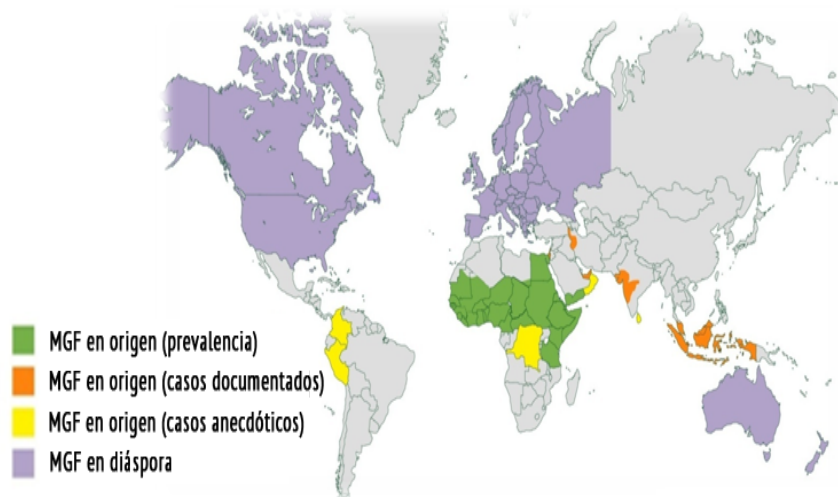 MGF en origen (prevalencia)
MGF en origen (casos documentados)
MGF en origen (casos anecdóticos)
MGF en diáspora